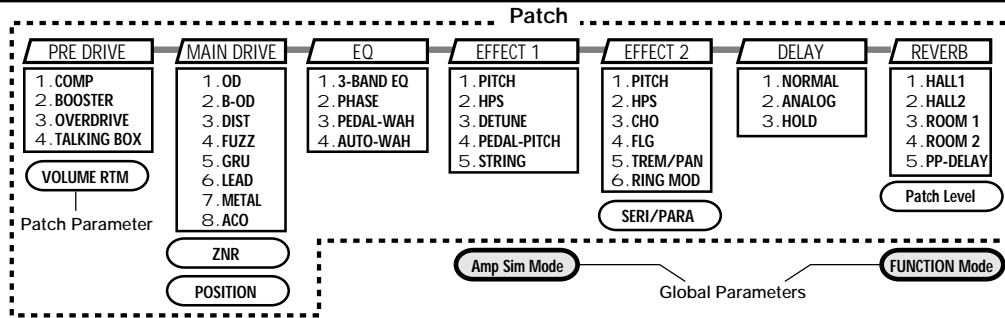 Patch
PRE DRIVE
1.COMP
2.BOOSTER
3.OVERDRIVE
4.TALKING BOX
VOLUME RTM
Patch Parameter
MAIN DRIVE
1.OD
2.B-OD
3.DIST
4.FUZZ
5.GRU
6.LEAD
7.METAL
8.ACO
ZNR
POSITION
EQ
1.3-BAND EQ
2.PHASE
3.PEDAL-WAH
4.AUTO-WAH
EFFECT 1
1.PITCH
2.HPS
3.DETUNE
4.PEDAL-PITCH
5.STRING
EFFECT 2
1.PITCH
2.HPS
3.CHO
4.FLG
5.TREM/PAN
6.RING MOD
SERI/PARA
DELAY
1.NORMAL
2.ANALOG
3.HOLD
REVERB
1.HALL1
2.HALL2
3.ROOM 1
4.ROOM 2
5.PP-DELAY
Patch Level
Amp Sim Mode
Global Parameters
FUNCTION Mode